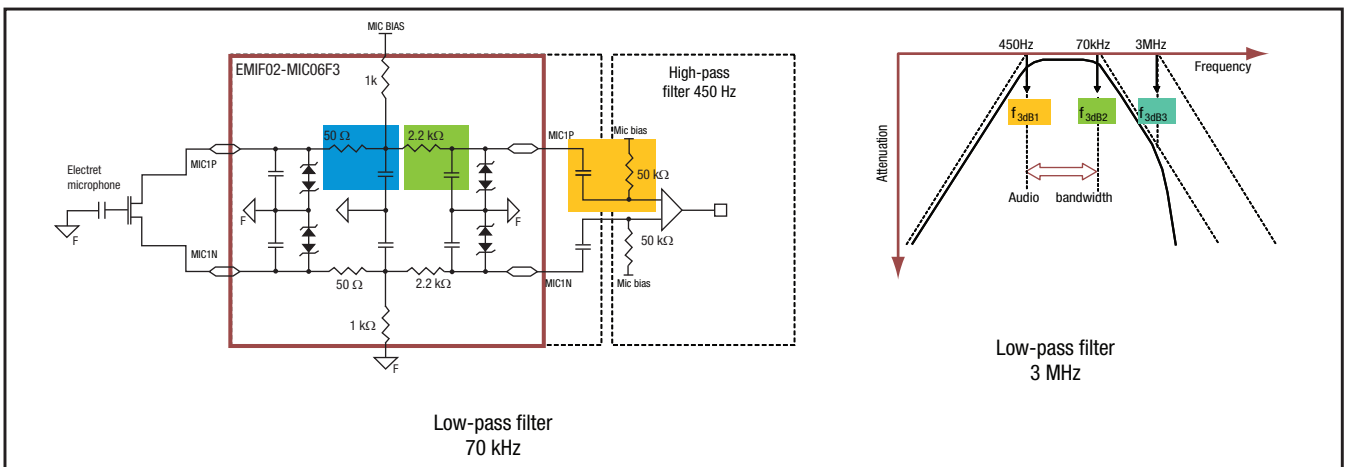 MIC BIAS
EMIF02-MIC06F3
1k
High-pass
filter 450 Hz
50 Ω
2.2 kΩ
MIC1P
MIC1P
Mic bias
50 kΩ
Electret
microphone
F
F
MIC1N
50 Ω
2.2 kΩ
MIC1N
50 kΩ
Mic bias
1 kΩ
F
Low-pass filter
70 kHz
450Hz
70kHz
3MHz
Frequency
f3dB1
f3dB2
f3dB3
Attenuation
Audio
bandwidth
Low-pass filter
3 MHz